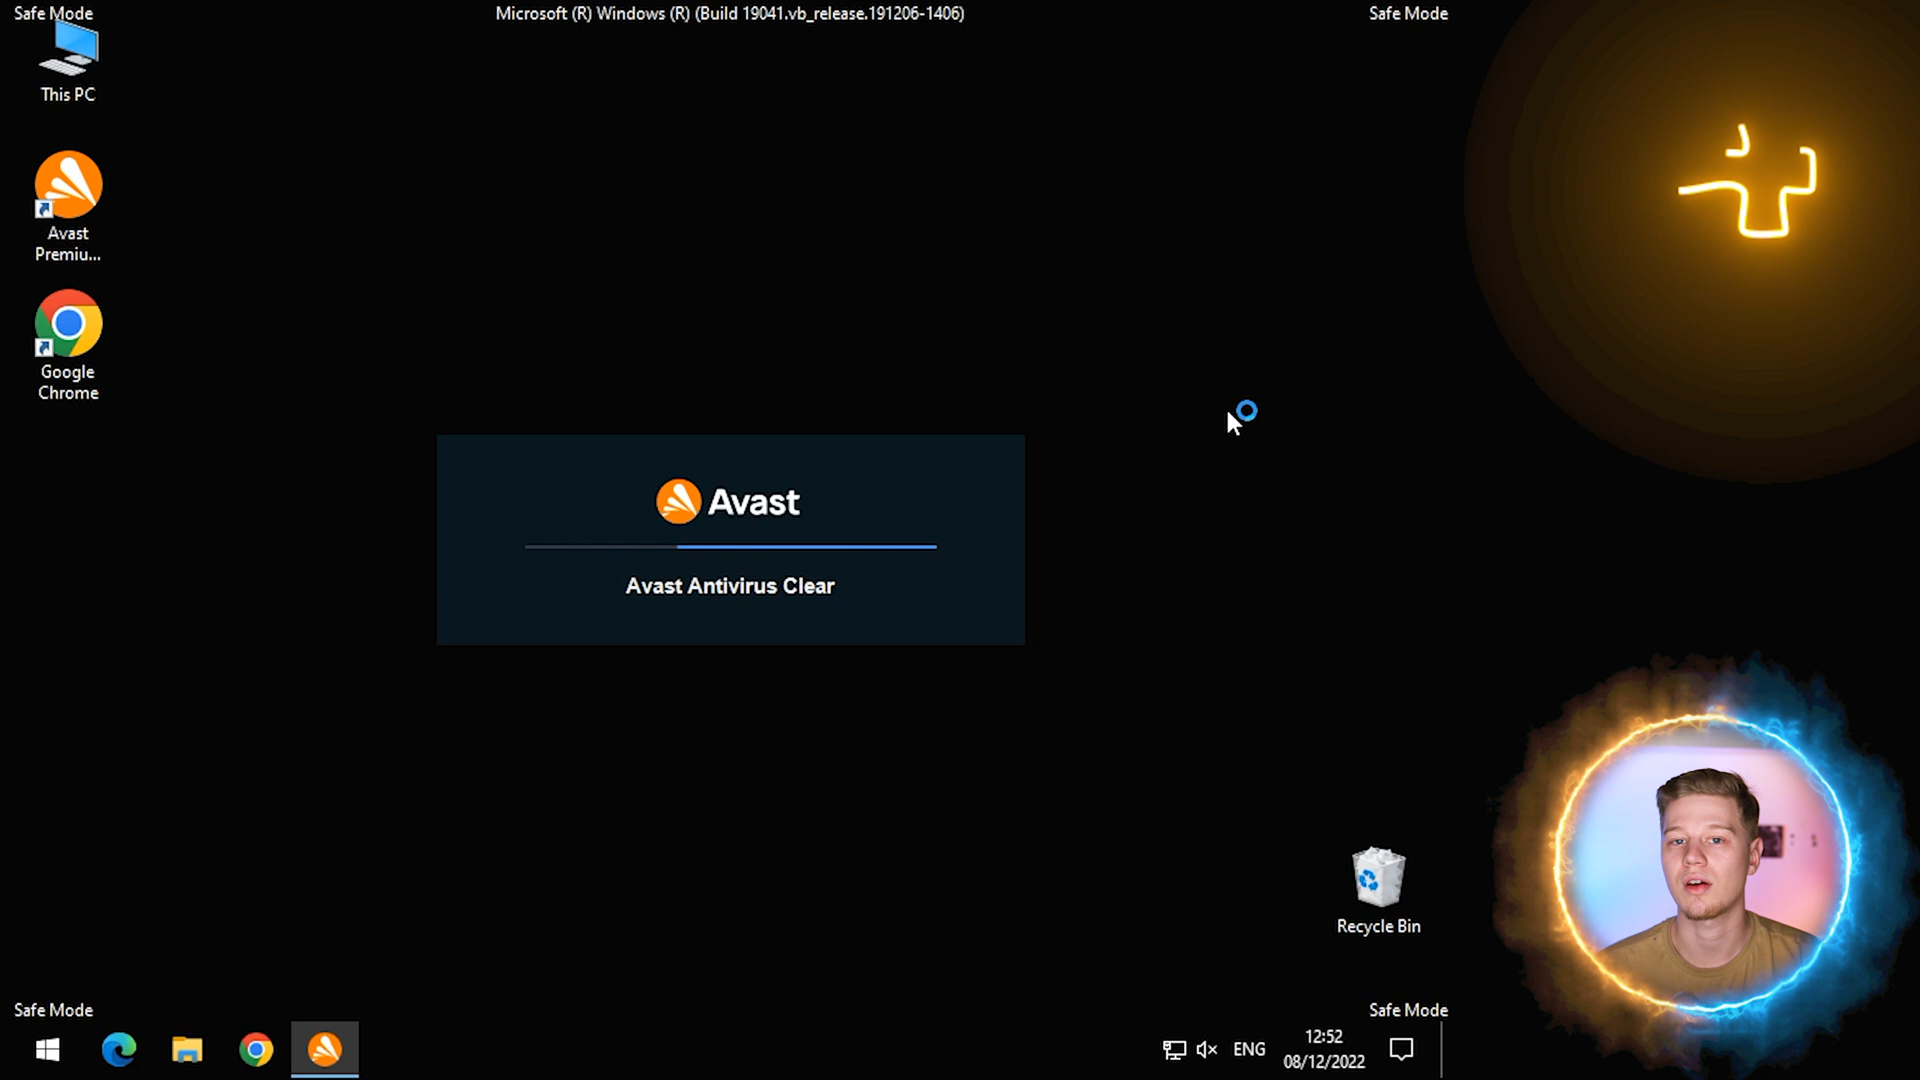 Safe Mode
Microsoft (R) Windows (R) (Build 19041.vb_release.191206-1406)
Safe Mode
This PC
Avast
Premiu...
Google
Chrome
Avast
Avast Antivirus Clear
Recycle Bin
Safe Mode
Safe Mode
ENG
12:52
08/12/2022